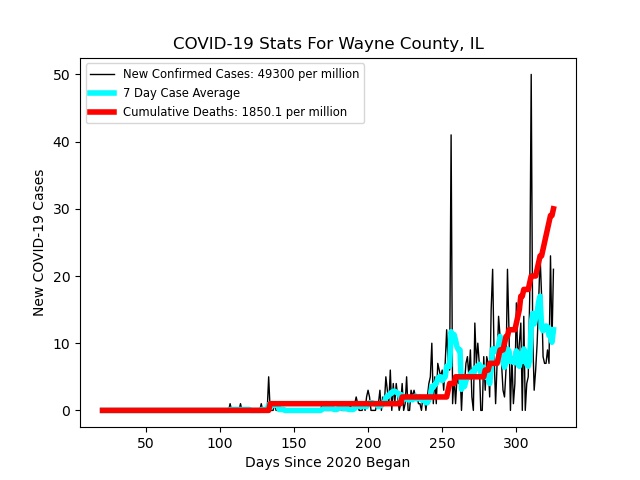 COVID-19 Stats For Wayne County, IL
New Confirmed Cases: 49300 per million
7 Day Case Average
Cumulative Deaths: 1850.1 per million
New COVID-19 Cases
50
40
30
20
10
0
50 100 150 200 250 300
Days Since 2020 Began